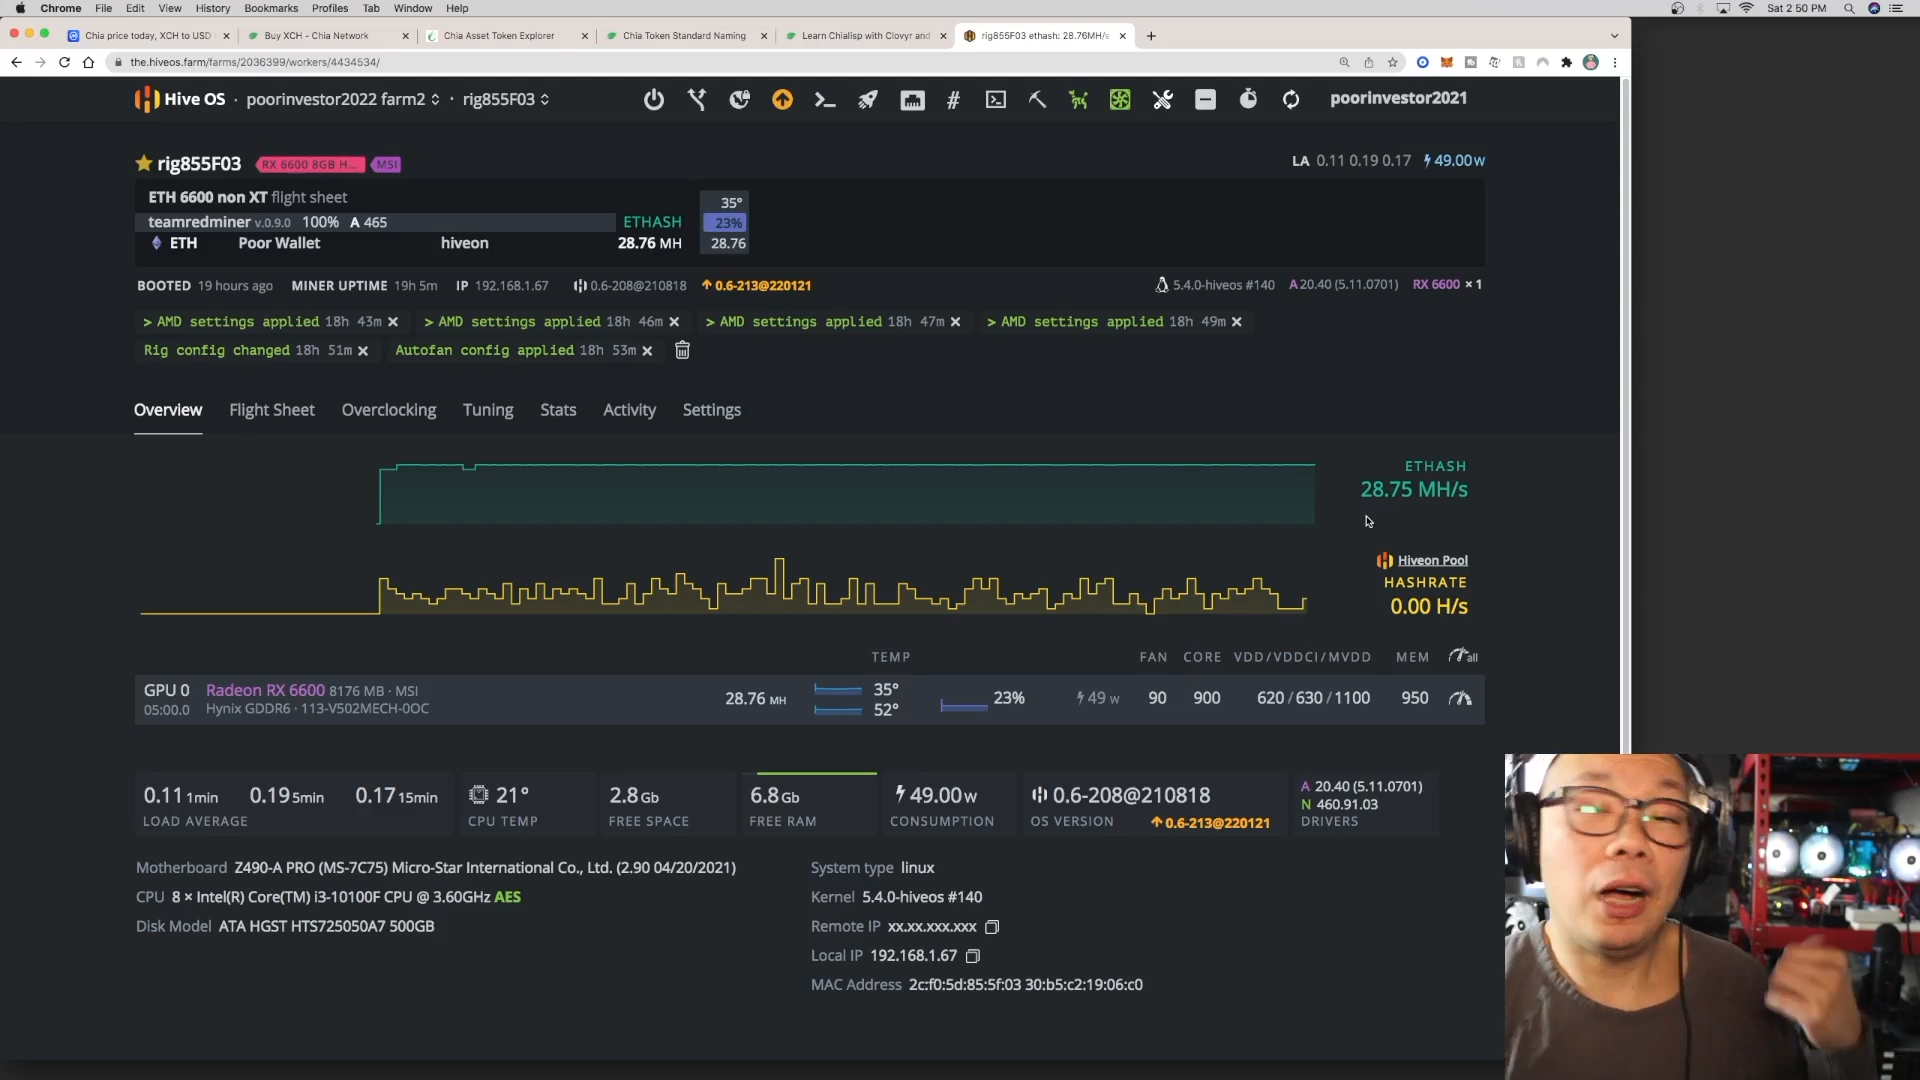 Chrome File Edit View History Bookmarks Profiles Tab Window Help Sat 2 50 PM
Chia price today, XCH to USD Buy XCH - Chia Network Chia Asset Token Explorer Chia Token Standard Naming Learn Chialisp with Clovyr and rig855F03 ethash: 28.76MH/s
the.hiveos.farm/farms/2036399/workers/4434534/
Hive OS · poorinvestor2022 farm2 · rig855F03 poorinvestor2021
rig855F03 RX 6600 8GB H... MSI LA 0.11 0.19 0.17 49.00w
ETH 6600 non XT flight sheet 35°
teamredminer v.0.9.0 100% A 465 ETHASH 23%
ETH Poor Wallet hiveon 28.76 MH 28.76
BOOTED 19 hours ago MINER UPTIME 19h 5m IP 192.168.1.67 0.6-208@210818 0.6-213@220121 5.4.0-hiveos #140 A 20.40 (5.11.0701) RX 6600 × 1
> AMD settings applied 18h 43m > AMD settings applied 18h 46m > AMD settings applied 18h 47m > AMD settings applied 18h 49m
Rig config changed 18h 51m Autofan config applied 18h 53m
Overview Flight Sheet Overclocking Tuning Stats Activity Settings
ETHASH
28.75 MH/s
Hiveon Pool
HASHRATE
0.00 H/s
TEMP FAN CORE VDD/VDDCI/MVDD MEM all
GPU 0 Radeon RX 6600 8176 MB · MSI 28.76 MH 35° 23% 49 w 90 900 620 / 630 / 1100 950
05:00.0 Hynix GDDR6 · 113-V502MECH-0OC 52°
0.11 1min 0.19 5min 0.17 15min 21° 2.8 Gb 6.8 Gb 49.00w 0.6-208@210818 A 20.40 (5.11.0701)
N 460.91.03
LOAD AVERAGE CPU TEMP FREE SPACE FREE RAM CONSUMPTION OS VERSION 0.6-213@220121 DRIVERS
Motherboard Z490-A PRO (MS-7C75) Micro-Star International Co., Ltd. (2.90 04/20/2021) System type linux
CPU 8 × Intel(R) Core(TM) i3-10100F CPU @ 3.60GHz AES Kernel 5.4.0-hiveos #140
Disk Model ATA HGST HTS725050A7 500GB Remote IP xx.xx.xxx.xxx
Local IP 192.168.1.67
MAC Address 2c:f0:5d:85:5f:03 30:b5:c2:19:06:c0